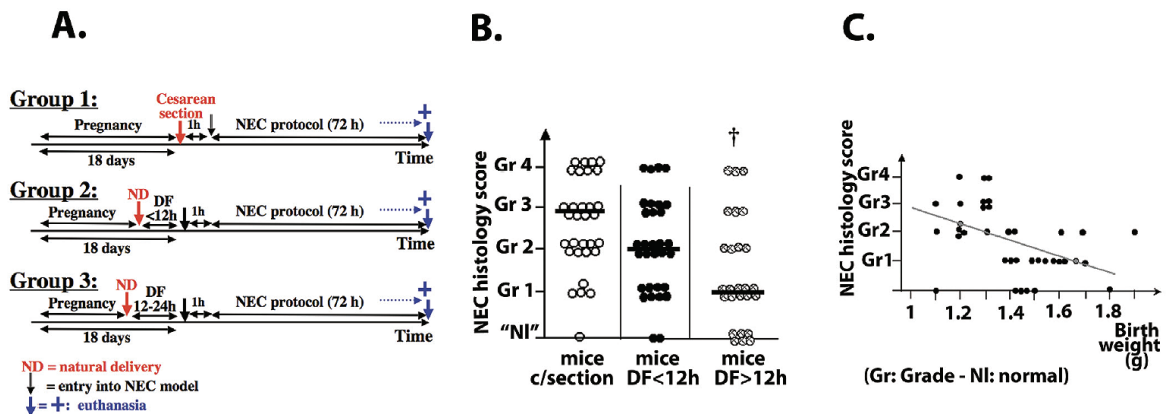 A.
Group 1:
Cesarean
section
Pregnancy
1h
NEC protocol (72 h)
+
18 days
Time
Group 2:
ND
DF
<12h
Pregnancy
1h
NEC protocol (72 h)
+
18 days
Time
Group 3:
ND
DF
12-24h
Pregnancy
1h
NEC protocol (72 h)
+
18 days
Time
ND = natural delivery
= entry into NEC model
= +: euthanasia
B.
NEC histology score
†
Gr 4
Gr 3
Gr 2
Gr 1
"Nl"
mice
c/section
mice
DF<12h
mice
DF>12h
C.
NEC histology score
Gr4
Gr3
Gr2
Gr1
1
1.2
1.4
1.6
1.8
Birth
weight
(g)
(Gr: Grade - Nl: normal)